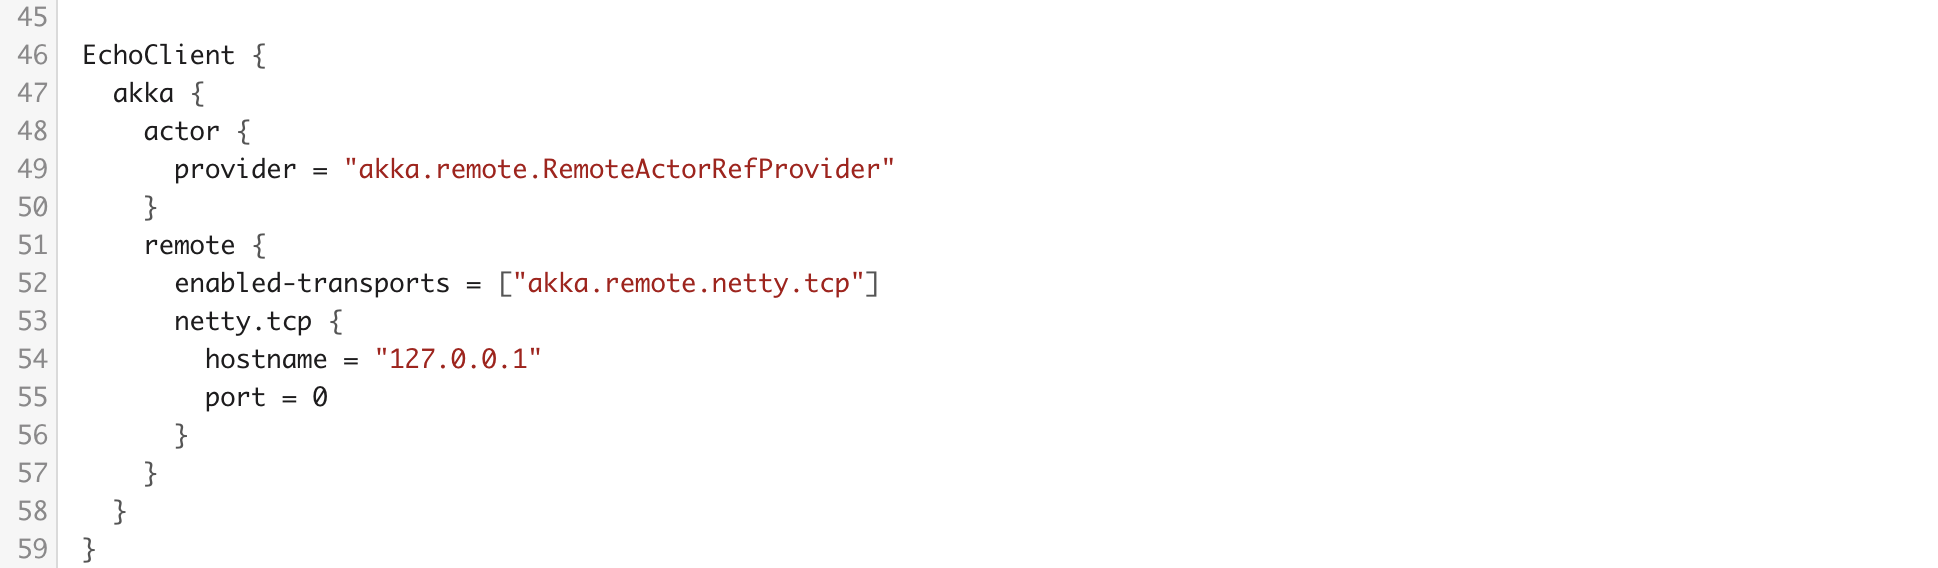 45
46 EchoClient {
47   akka {
48     actor {
49       provider = "akka.remote.RemoteActorRefProvider"
50     }
51     remote {
52       enabled-transports = ["akka.remote.netty.tcp"]
53       netty.tcp {
54         hostname = "127.0.0.1"
55         port = 0
56       }
57     }
58   }
59 }